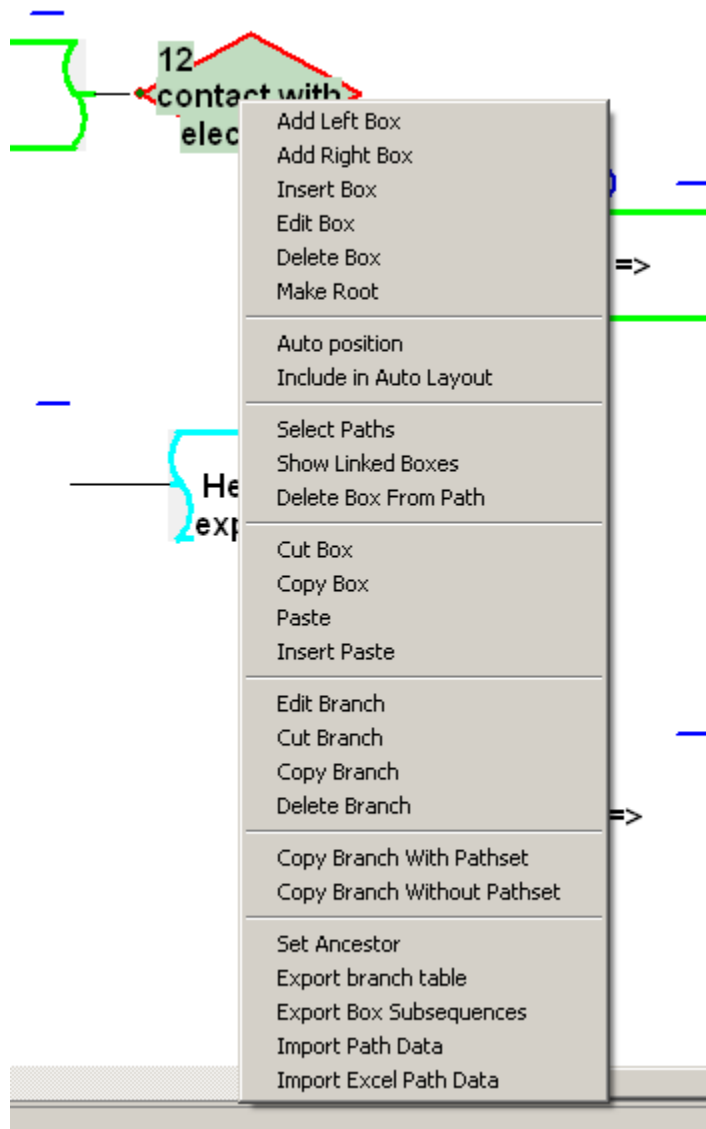 12
contact with
Add Left Box
Add Right Box
Insert Box
Edit Box
Delete Box
=>
Make Root
Auto position
Include in Auto Layout
Select Paths
Show Linked Boxes
Delete Box From Path
Cut Box
Copy Box
Paste
Insert Paste
Edit Branch
Cut Branch
Copy Branch
Delete Branch
=>
Copy Branch With Pathset
Copy Branch Without Pathset
Set Ancestor
Export branch table
Export Box Subsequences
Import Path Data
Import Excel Path Data